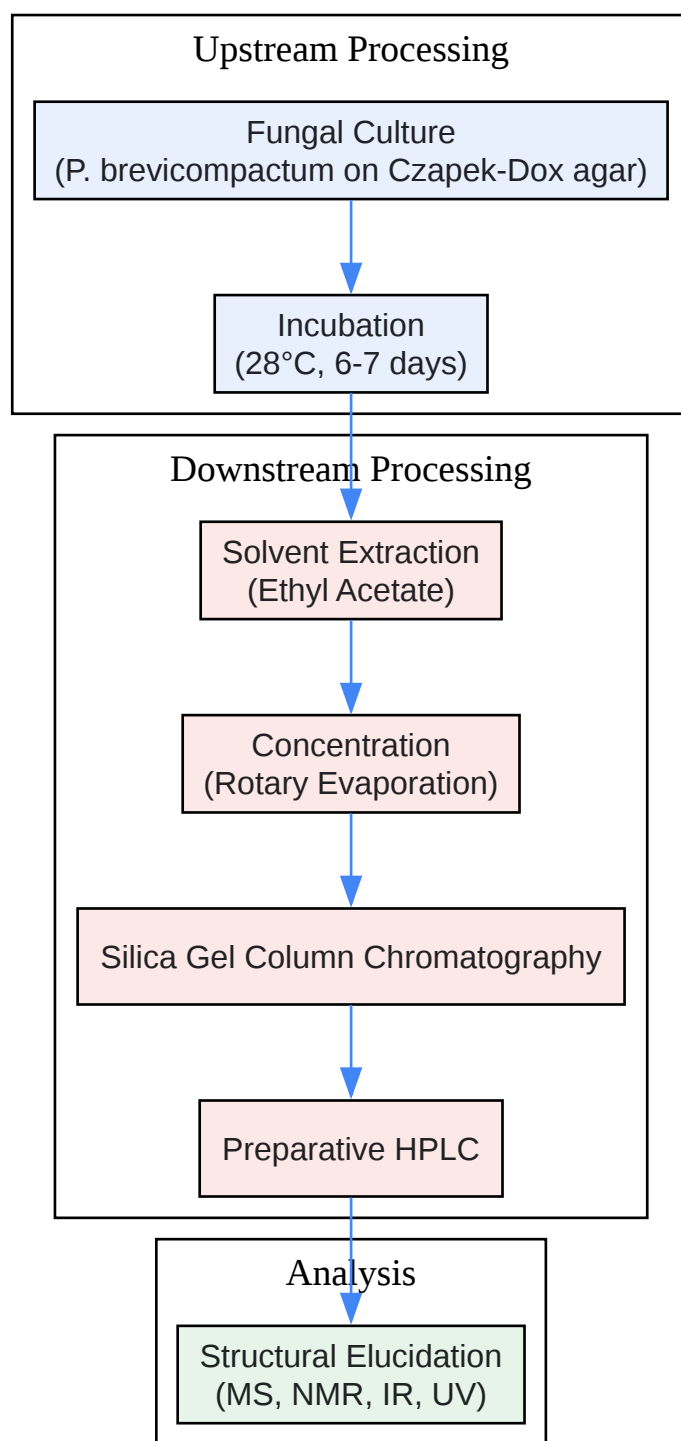 Upstream Processing
Fungal Culture
(P. brevicompactum on Czapek-Dox agar)
Incubation
(28°C, 6-7 days)
Downstream Processing
Solvent Extraction
(Ethyl Acetate)
Concentration
(Rotary Evaporation)
Silica Gel Column Chromatography
Preparative HPLC
Analysis
Structural Elucidation
(MS, NMR, IR, UV)